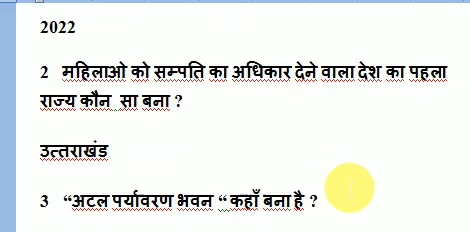 2022
2 महिलाओ को सम्पति का अधिकार देने वाला देश का पहला
राज्य कौन सा बना ?
उत्तराखंड
3 “अटल पर्यावरण भवन “ कहाँ बना है ?